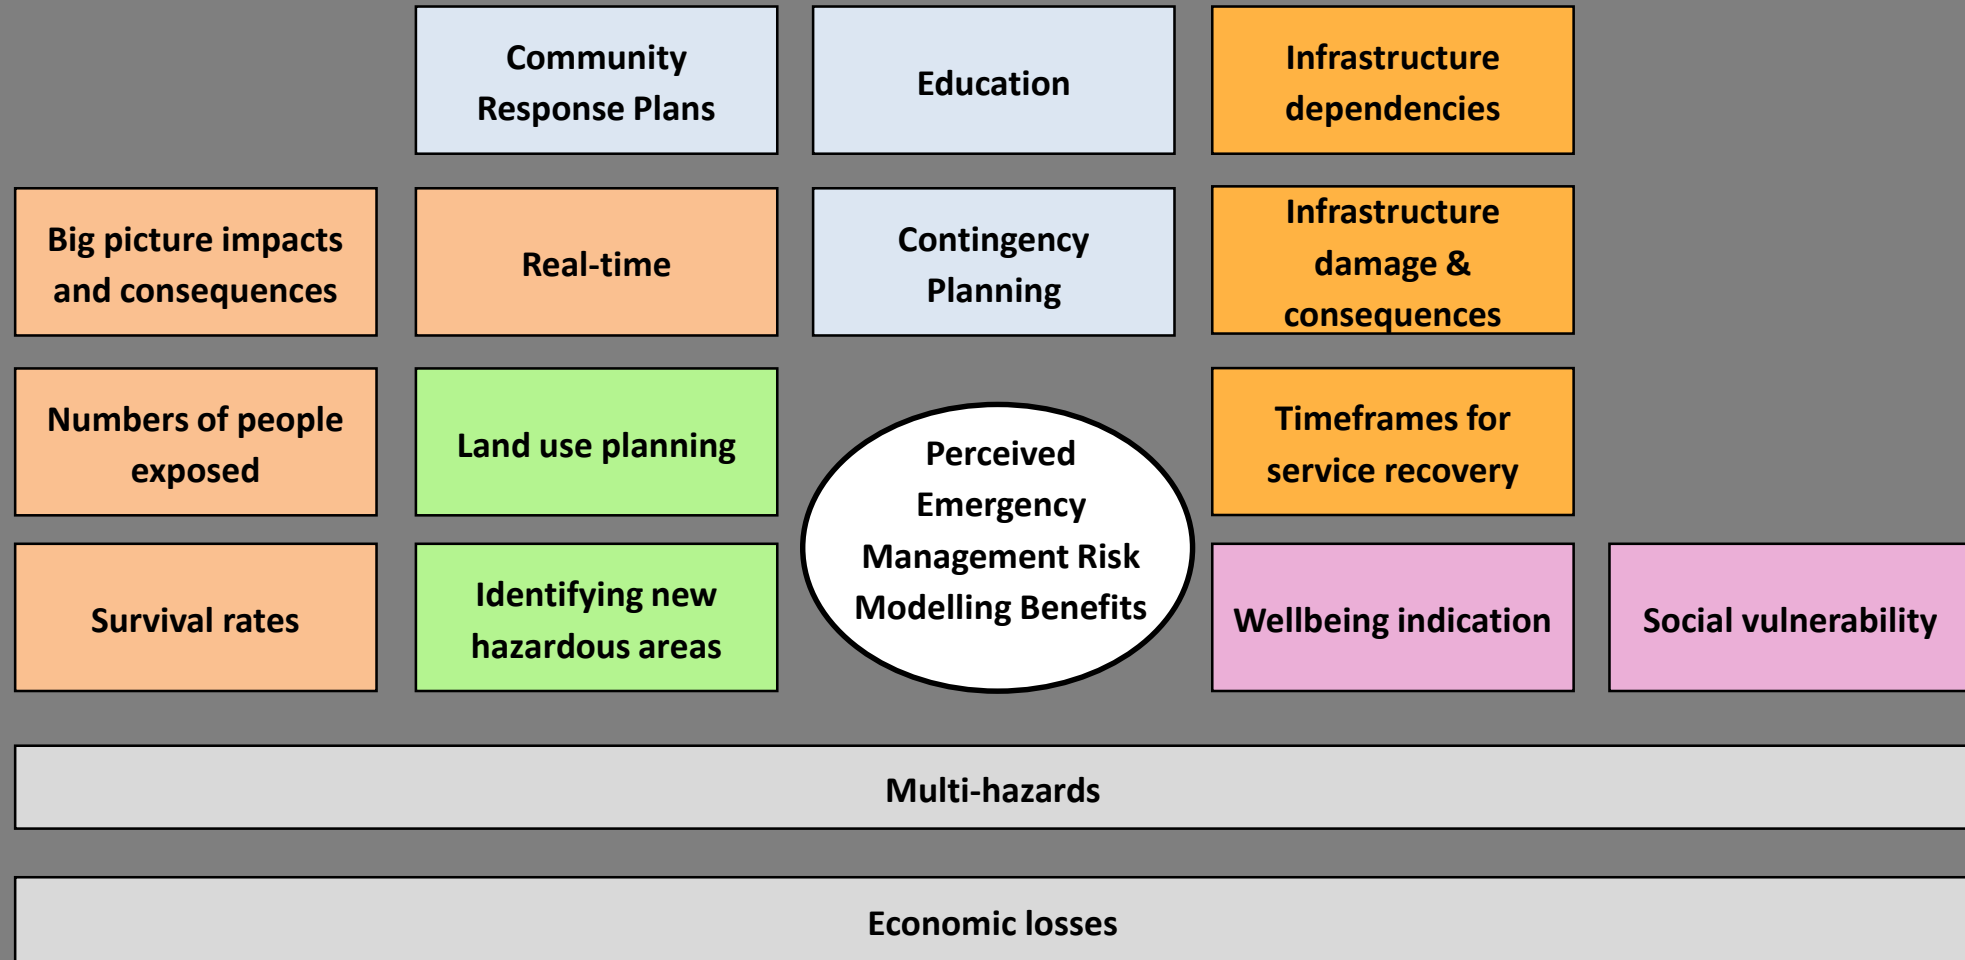 Community
Response Plans
Education
Infrastructure
dependencies
Big picture impacts
and consequences
Real-time
Contingency
Planning
Infrastructure
damage &
consequences
Numbers of people
exposed
Land use planning
Perceived
Emergency
Management Risk
Modelling Benefits
Timeframes for
service recovery
Survival rates
Identifying new
hazardous areas
Wellbeing indication
Social vulnerability
Multi-hazards
Economic losses